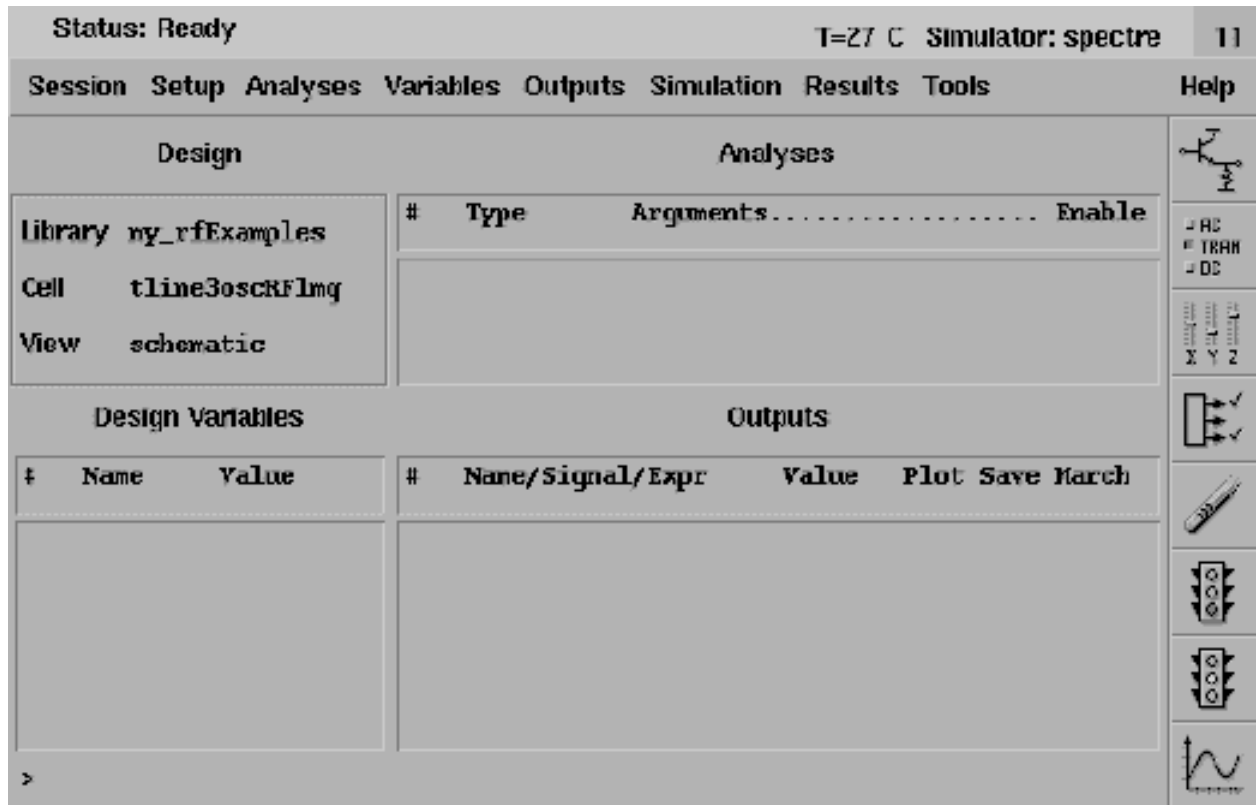 Status: Ready
T=27 C Simulator: spectre 11
Session Setup Analyses Variables Outputs Simulation Results Tools Help
Design
Analyses
Library my_rfExamples
Cell tline3oscRFlmg
View schematic
# Type Arguments.................. Enable
AC
TRAN
DC
X Y Z
Design Variables
Outputs
# Name Value
# Name/Signal/Expr Value Plot Save March
>